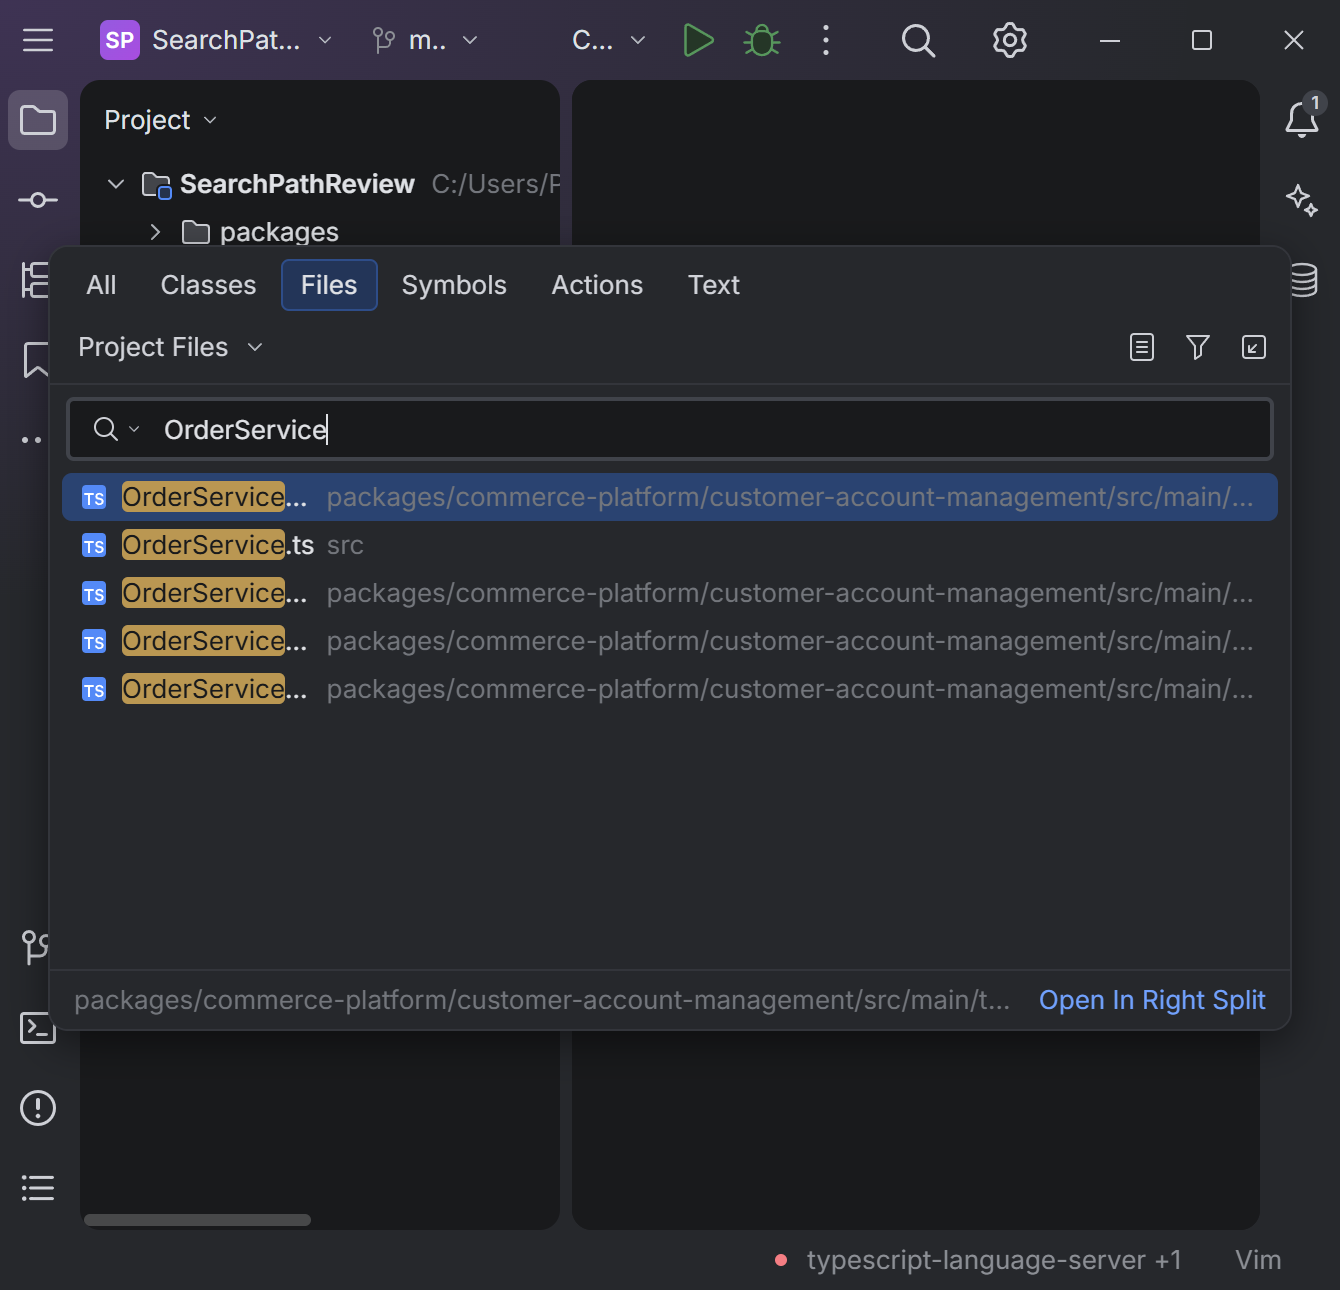 SP SearchPat... m.. C...
1
Project
SearchPathReview C:/Users/P
packages
All Classes Files Symbols Actions Text
Project Files
OrderService
TS OrderService... packages/commerce-platform/customer-account-management/src/main/...
TS OrderService.ts src
TS OrderService... packages/commerce-platform/customer-account-management/src/main/...
TS OrderService... packages/commerce-platform/customer-account-management/src/main/...
TS OrderService... packages/commerce-platform/customer-account-management/src/main/...
packages/commerce-platform/customer-account-management/src/main/t... Open In Right Split
typescript-language-server +1 Vim